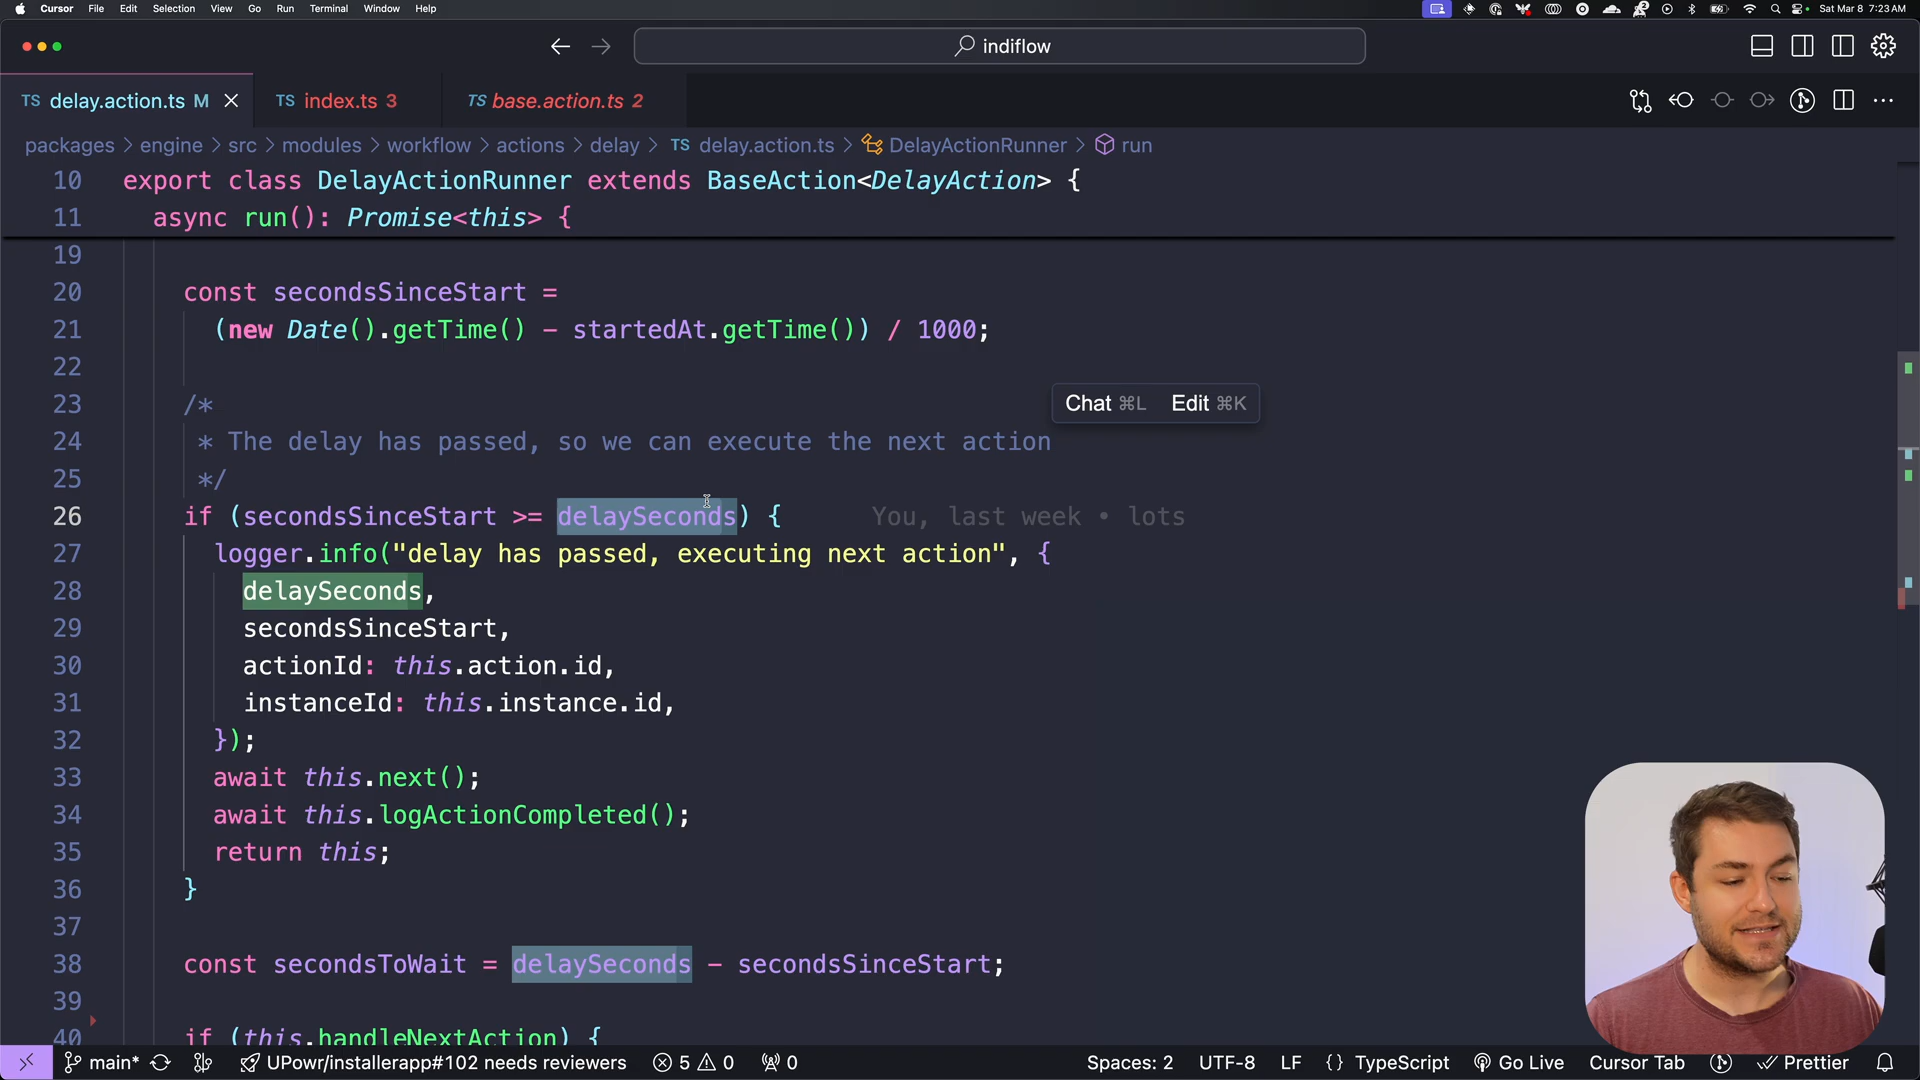 Cursor File Edit Selection View Go Run Terminal Window Help
Sat Mar 8 7:23 AM
indiflow
TS delay.action.ts M
TS index.ts 3
TS base.action.ts 2
packages > engine > src > modules > workflow > actions > delay > TS delay.action.ts > DelayActionRunner > run
10 export class DelayActionRunner extends BaseAction<DelayAction> {
11 async run(): Promise<this> {
19
20 const secondsSinceStart =
21 (new Date().getTime() - startedAt.getTime()) / 1000;
22
Chat ⌘L Edit ⌘K
23 /*
24 * The delay has passed, so we can execute the next action
25 */
26 if (secondsSinceStart >= delaySeconds) { You, last week • lots
27 logger.info("delay has passed, executing next action", {
28 delaySeconds,
29 secondsSinceStart,
30 actionId: this.action.id,
31 instanceId: this.instance.id,
32 });
33 await this.next();
34 await this.logActionCompleted();
35 return this;
36 }
37
38 const secondsToWait = delaySeconds - secondsSinceStart;
39
40 if (this.handleNextAction) {
main* UPowr/installerapp#102 needs reviewers 5 0 0 Spaces: 2 UTF-8 LF {} TypeScript Go Live Cursor Tab Prettier